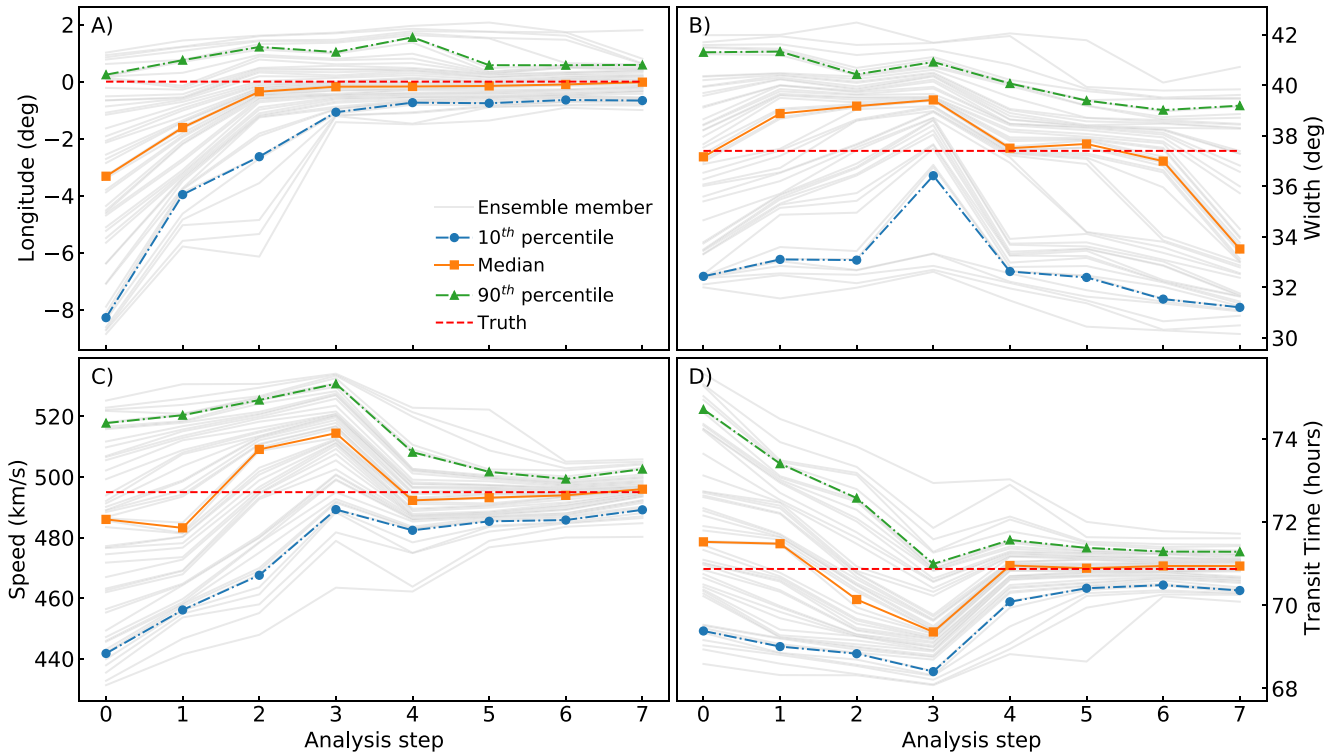 A)
Longitude (deg)
2
0
−2
−4
−6
−8
Ensemble member
10th percentile
Median
90th percentile
Truth
B)
Width (deg)
42
40
38
36
34
32
30
C)
Speed (km/s)
520
500
480
460
440
0 1 2 3 4 5 6 7
Analysis step
D)
Transit Time (hours)
74
72
70
68
0 1 2 3 4 5 6 7
Analysis step